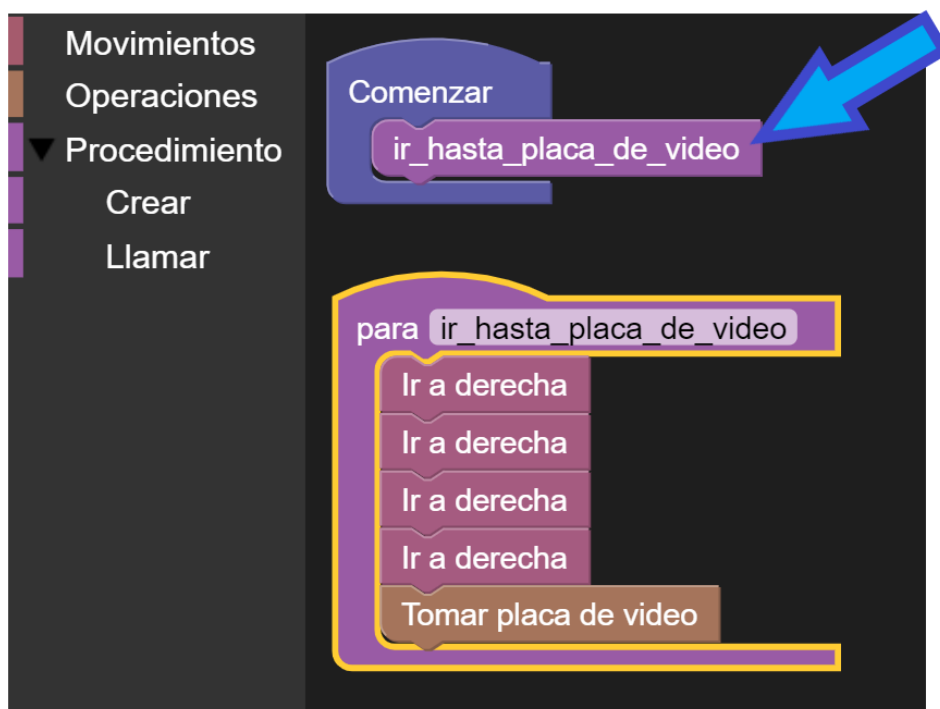 Movimientos
Operaciones
Procedimiento
Crear
Llamar
Comenzar
ir_hasta_placa_de_video
para ir_hasta_placa_de_video
Ir a derecha
Ir a derecha
Ir a derecha
Ir a derecha
Tomar placa de video